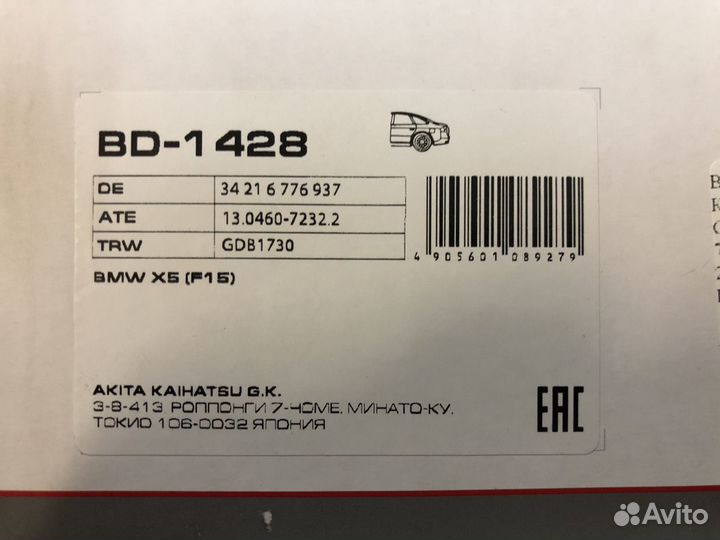 BD-1428
OE 34 21 6 776 937
ATE 13.0460-7232.2
TRW GDB1730
4 905601 089279
BMW X5 (F15)
AKITA KAIHATSU G.K.
3-8-413, РОППОНГИ 7-ЧОМЕ, МИНАТО-КУ,
ТОКИО 106-0032 ЯПОНИЯ
EAC
Avito